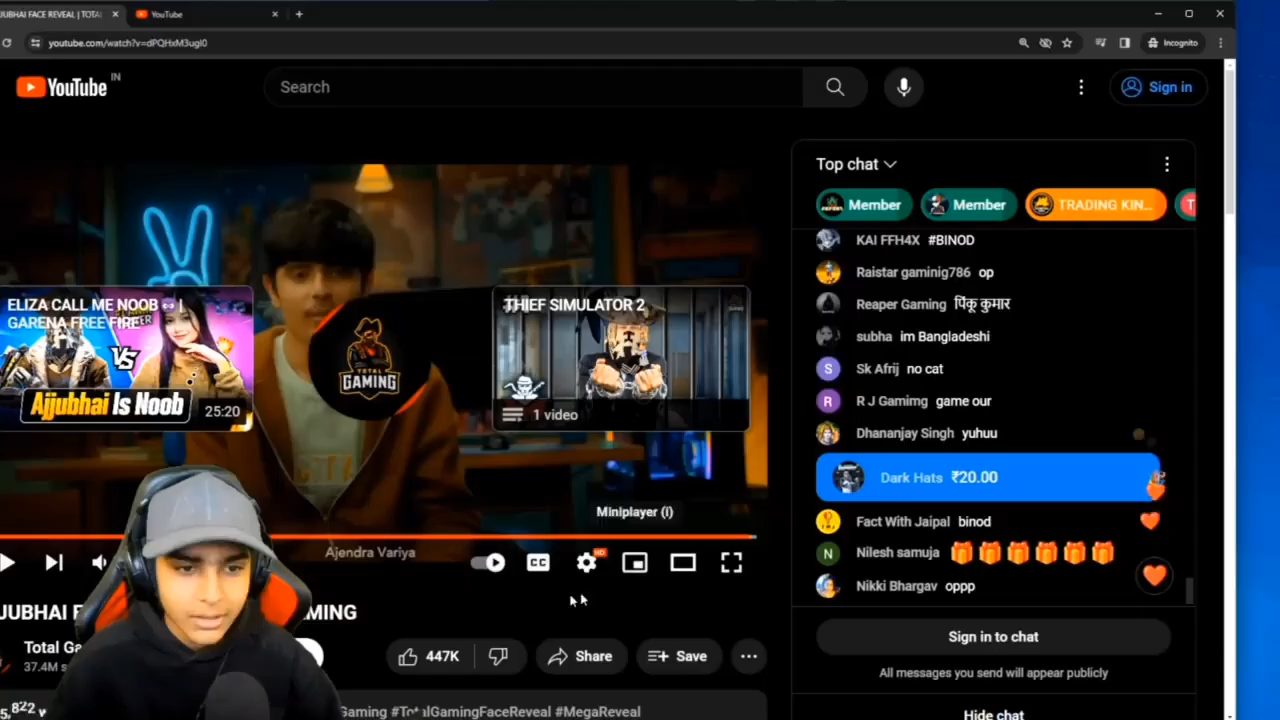 JUBHAI FACE REVEAL | TOTAL
YouTube
youtube.com/watch?v=dPQHxM3ugI0
Incognito
YouTube IN
Search
Sign in
Top chat
Member
Member
TRADING KIN...
T
KAI FFH4X #BINOD
Raistar gaminig786 op
Reaper Gaming पिंकू कुमार
subha im Bangladeshi
Sk Afrij no cat
S
R J Gamimg game our
R
Dhananjay Singh yuhuu
Dark Hats ₹20.00
Fact With Jaipal binod
Nilesh samuja
N
Nikki Bhargav oppp
Sign in to chat
All messages you send will appear publicly
Hide chat
ELIZA CALL ME NOOB
GARENA FREE FIRE
VS
Ajjubhai Is Noob
25:20
TOTAL
GAMING
THIEF SIMULATOR 2
1 video
Miniplayer (i)
Ajendra Variya
CC
HD
JUBHAI F
MING
Total Ga
37.4M s
447K
Share
Save
Gaming #TotalGamingFaceReveal #MegaReveal